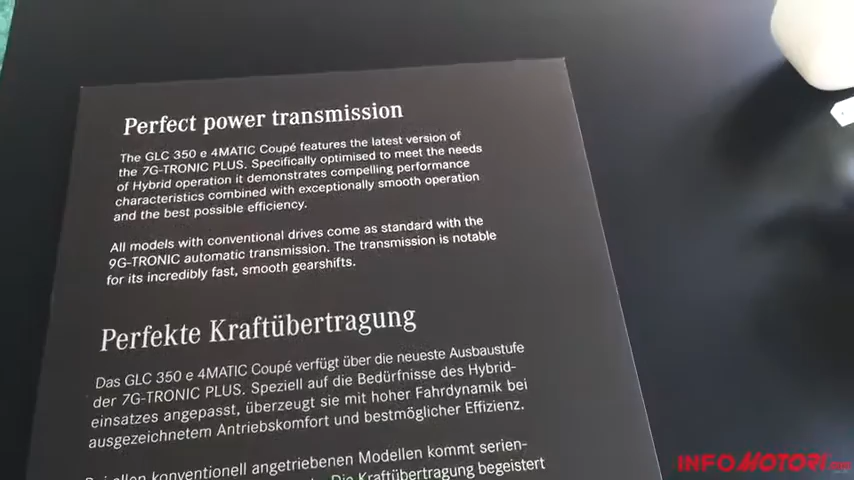 Perfect power transmission
The GLC 350 e 4MATIC Coupé features the latest version of
the 7G-TRONIC PLUS. Specifically optimised to meet the needs
of Hybrid operation it demonstrates compelling performance
characteristics combined with exceptionally smooth operation
and the best possible efficiency.
All models with conventional drives come as standard with the
9G-TRONIC automatic transmission. The transmission is notable
for its incredibly fast, smooth gearshifts.
Perfekte Kraftübertragung
Das GLC 350 e 4MATIC Coupé verfügt über die neueste Ausbaustufe
der 7G-TRONIC PLUS. Speziell auf die Bedürfnisse des Hybrid-
einsatzes angepasst, überzeugt sie mit hoher Fahrdynamik bei
ausgezeichnetem Antriebskomfort und bestmöglicher Effizienz.
Bei allen konventionell angetriebenen Modellen kommt serien-
Die Kraftübertragung begeistert
INFOMOTORI